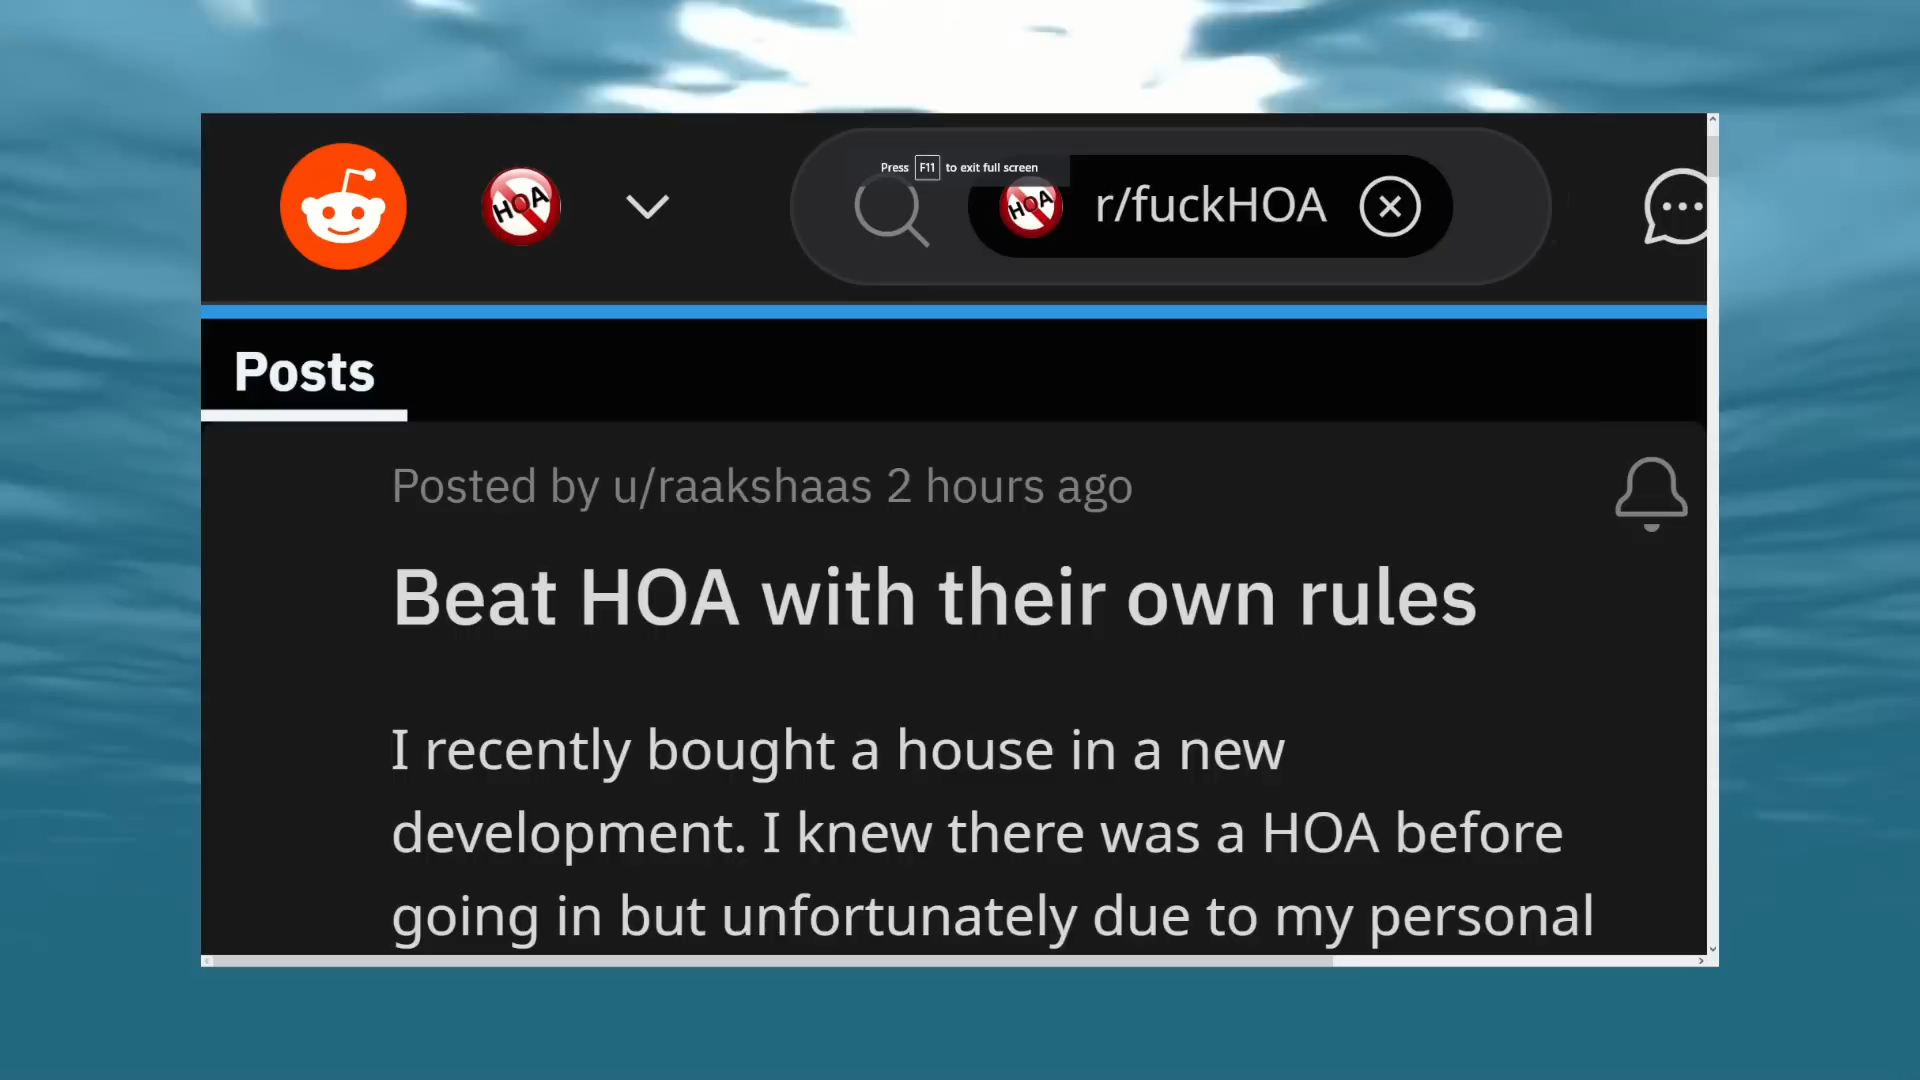 Press F11 to exit full screen
HOA
HOA
r/fuckHOA
Posts
Posted by u/raakshaas 2 hours ago
Beat HOA with their own rules
I recently bought a house in a new
development. I knew there was a HOA before
going in but unfortunately due to my personal